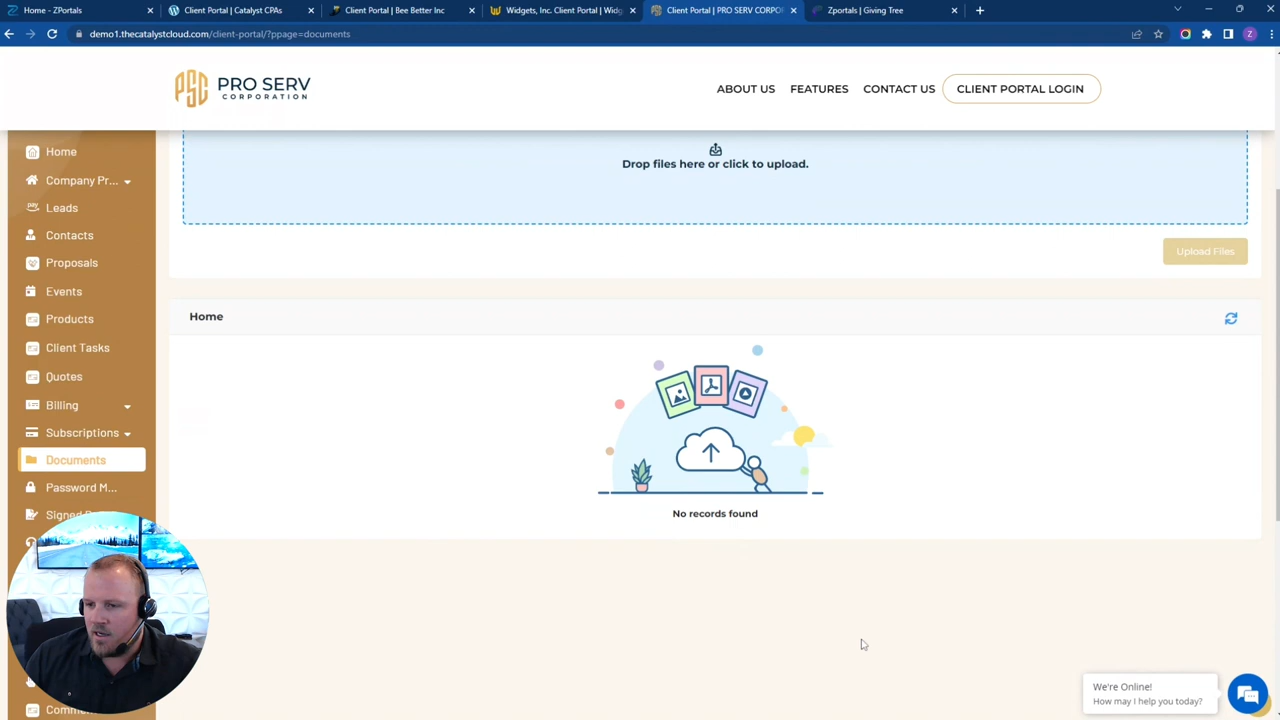 Home - ZPortals
Client Portal | Catalyst CPAs
Client Portal | Bee Better Inc
Widgets, Inc. Client Portal | Widg
Client Portal | PRO SERV CORPOR
Zportals | Giving Tree
demo1.thecatalystcloud.com/client-portal/?ppage=documents
Z
PSC PRO SERV
CORPORATION
ABOUT US
FEATURES
CONTACT US
CLIENT PORTAL LOGIN
Home
Company Pr...
Leads
Contacts
Proposals
Events
Products
Client Tasks
Quotes
Billing
Subscriptions
Documents
Password M...
Signed
Drop files here or click to upload.
Upload Files
Home
No records found
We're Online!
How may I help you today?